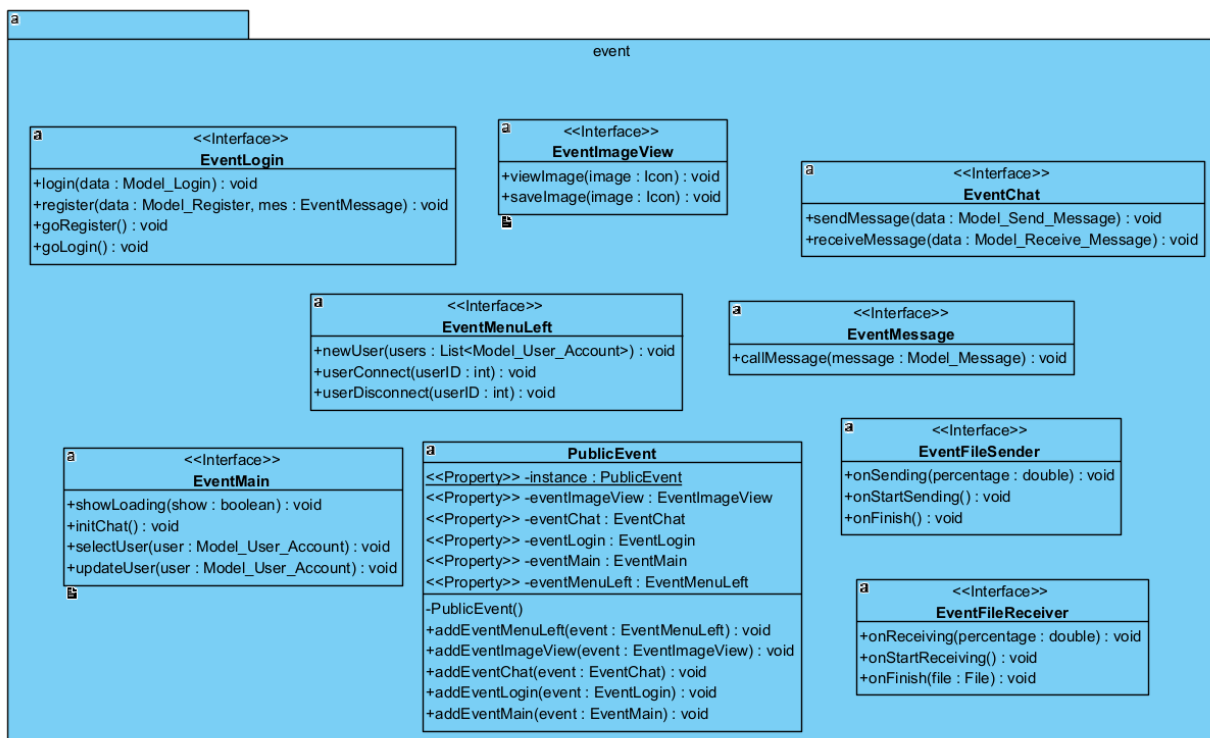 a
event
a
<<Interface>>
EventLogin
+login(data : Model_Login) : void
+register(data : Model_Register, mes : EventMessage) : void
+goRegister() : void
+goLogin() : void
a
<<Interface>>
EventImageView
+viewImage(image : Icon) : void
+saveImage(image : Icon) : void
a
<<Interface>>
EventChat
+sendMessage(data : Model_Send_Message) : void
+receiveMessage(data : Model_Receive_Message) : void
a
<<Interface>>
EventMenuLeft
+newUser(users : List<Model_User_Account>) : void
+userConnect(userID : int) : void
+userDisconnect(userID : int) : void
a
<<Interface>>
EventMessage
+callMessage(message : Model_Message) : void
a
<<Interface>>
EventMain
+showLoading(show : boolean) : void
+initChat() : void
+selectUser(user : Model_User_Account) : void
+updateUser(user : Model_User_Account) : void
a
PublicEvent
<<Property>> -instance : PublicEvent
<<Property>> -eventImageView : EventImageView
<<Property>> -eventChat : EventChat
<<Property>> -eventLogin : EventLogin
<<Property>> -eventMain : EventMain
<<Property>> -eventMenuLeft : EventMenuLeft
-PublicEvent()
+addEventMenuLeft(event : EventMenuLeft) : void
+addEventImageView(event : EventImageView) : void
+addEventChat(event : EventChat) : void
+addEventLogin(event : EventLogin) : void
+addEventMain(event : EventMain) : void
a
<<Interface>>
EventFileSender
+onSending(percentage : double) : void
+onStartSending() : void
+onFinish() : void
a
<<Interface>>
EventFileReceiver
+onReceiving(percentage : double) : void
+onStartReceiving() : void
+onFinish(file : File) : void